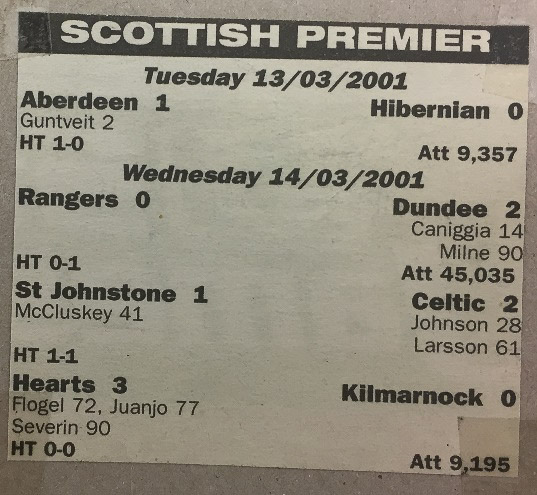 SCOTTISH PREMIER
Tuesday 13/03/2001
Aberdeen 1 Hibernian 0
Guntveit 2
HT 1-0 Att 9,357
Wednesday 14/03/2001
Rangers 0 Dundee 2
Caniggia 14
Milne 90
HT 0-1 Att 45,035
St Johnstone 1 Celtic 2
McCluskey 41 Johnson 28
Larsson 61
HT 1-1
Hearts 3 Kilmarnock 0
Flogel 72, Juanjo 77
Severin 90
HT 0-0 Att 9,195